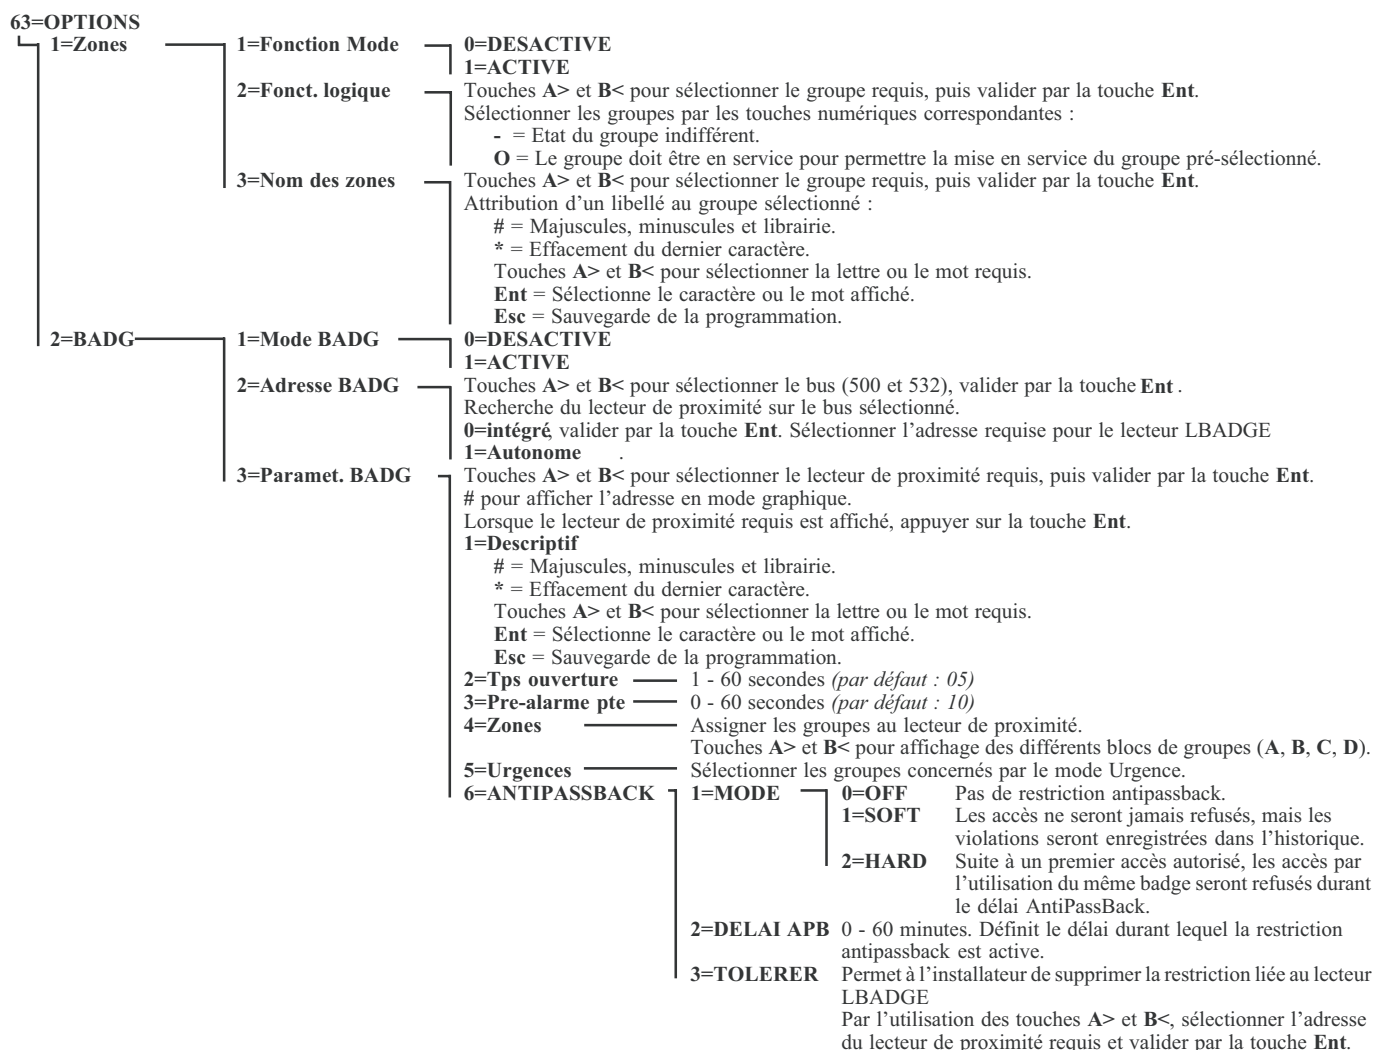 63=OPTIONS
1=Zones 1=Fonction Mode 0=DESACTIVE
1=ACTIVE
2=Fonct. logique Touches A> et B< pour sélectionner le groupe requis, puis valider par la touche Ent.
Sélectionner les groupes par les touches numériques correspondantes :
- = Etat du groupe indifférent.
O = Le groupe doit être en service pour permettre la mise en service du groupe pré-sélectionné.
3=Nom des zones Touches A> et B< pour sélectionner le groupe requis, puis valider par la touche Ent.
Attribution d'un libellé au groupe sélectionné :
# = Majuscules, minuscules et librairie.
* = Effacement du dernier caractère.
Touches A> et B< pour sélectionner la lettre ou le mot requis.
Ent = Sélectionne le caractère ou le mot affiché.
Esc = Sauvegarde de la programmation.
2=BADG 1=Mode BADG 0=DESACTIVE
1=ACTIVE
2=Adresse BADG Touches A> et B< pour sélectionner le bus (500 et 532), valider par la touche Ent .
Recherche du lecteur de proximité sur le bus sélectionné.
0=intégré, valider par la touche Ent. Sélectionner l'adresse requise pour le lecteur LBADGE
1=Autonome .
3=Paramet. BADG Touches A> et B< pour sélectionner le lecteur de proximité requis, puis valider par la touche Ent.
# pour afficher l'adresse en mode graphique.
Lorsque le lecteur de proximité requis est affiché, appuyer sur la touche Ent.
1=Descriptif
# = Majuscules, minuscules et librairie.
* = Effacement du dernier caractère.
Touches A> et B< pour sélectionner la lettre ou le mot requis.
Ent = Sélectionne le caractère ou le mot affiché.
Esc = Sauvegarde de la programmation.
2=Tps ouverture 1 - 60 secondes (par défaut : 05)
3=Pre-alarme pte 0 - 60 secondes (par défaut : 10)
4=Zones Assigner les groupes au lecteur de proximité.
Touches A> et B< pour affichage des différents blocs de groupes (A, B, C, D).
5=Urgences Sélectionner les groupes concernés par le mode Urgence.
6=ANTIPASSBACK 1=MODE 0=OFF Pas de restriction antipassback.
1=SOFT Les accès ne seront jamais refusés, mais les
violations seront enregistrées dans l'historique.
2=HARD Suite à un premier accès autorisé, les accès par
l'utilisation du même badge seront refusés durant
le délai AntiPassBack.
2=DELAI APB 0 - 60 minutes. Définit le délai durant lequel la restriction
antipassback est active.
3=TOLERER Permet à l'installateur de supprimer la restriction liée au lecteur
LBADGE
Par l'utilisation des touches A> et B<, sélectionner l'adresse
du lecteur de proximité requis et valider par la touche Ent.